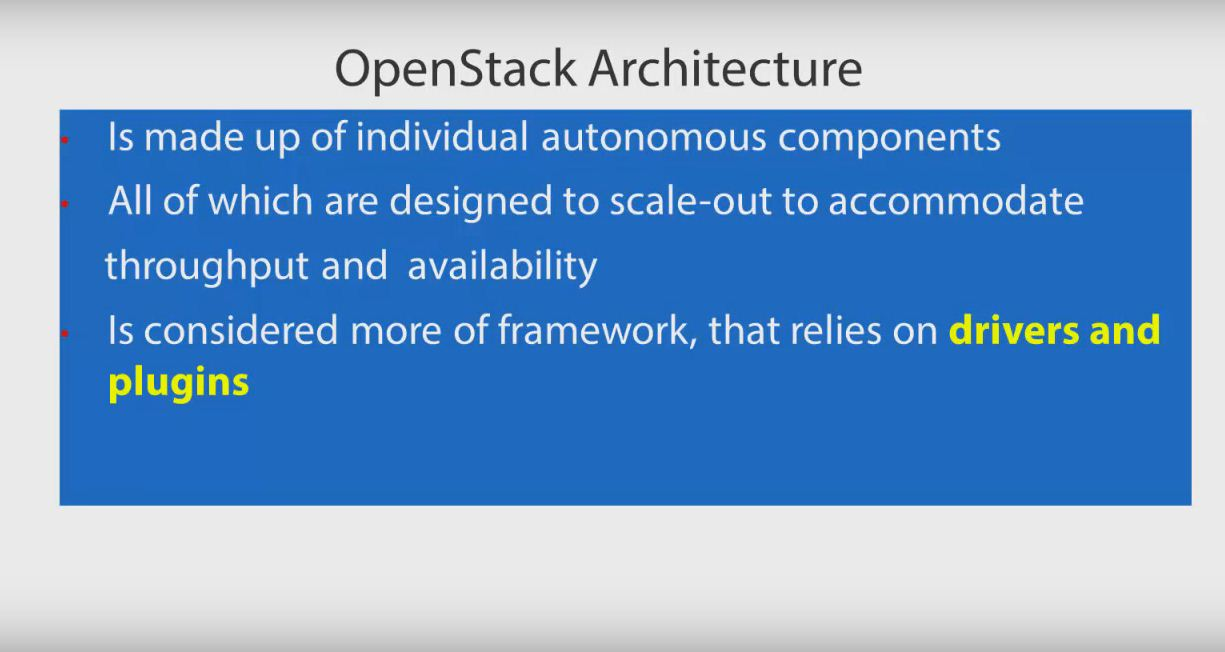 OpenStack Architecture
• Is made up of individual autonomous components
• All of which are designed to scale-out to accommodate
throughput and availability
• Is considered more of framework, that relies on drivers and
plugins